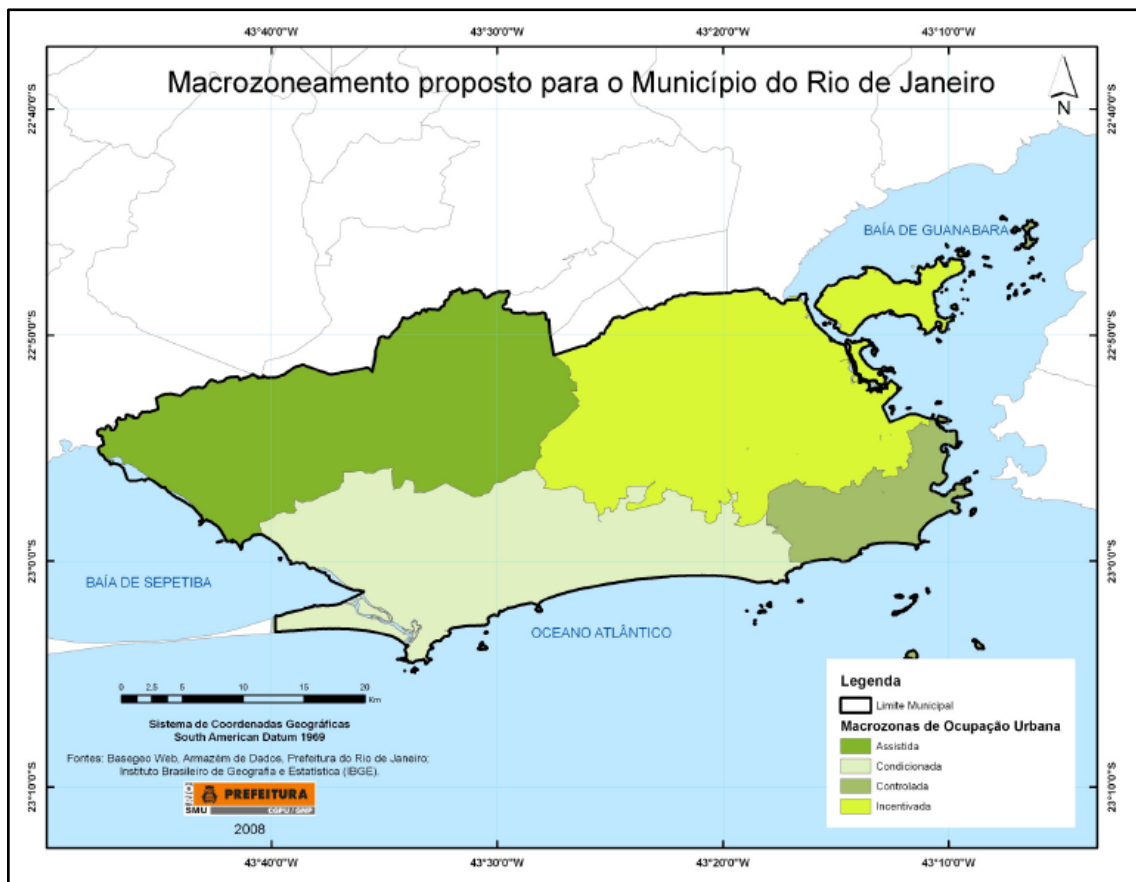 43°40'0"W 43°30'0"W 43°20'0"W 43°10'0"W
Macrozoneamento proposto para o Município do Rio de Janeiro
N
22°40'0"S 22°40'0"S
BAÍA DE GUANABARA
22°50'0"S 22°50'0"S
23°0'0"S 23°0'0"S
BAÍA DE SEPETIBA
OCEANO ATLÂNTICO
0 2,5 5 10 15 20
Km
Sistema de Coordenadas Geográficas
South American Datum 1969
Fontes: Basegeo Web, Armazém de Dados, Prefeitura do Rio de Janeiro;
Instituto Brasileiro de Geografia e Estatística (IBGE).
RIO PREFEITURA
SMU CGPU / GMP
2008
Legenda
Limite Municipal
Macrozonas de Ocupação Urbana
Assistida
Condicionada
Controlada
Incentivada
23°10'0"S 23°10'0"S
43°40'0"W 43°30'0"W 43°20'0"W 43°10'0"W